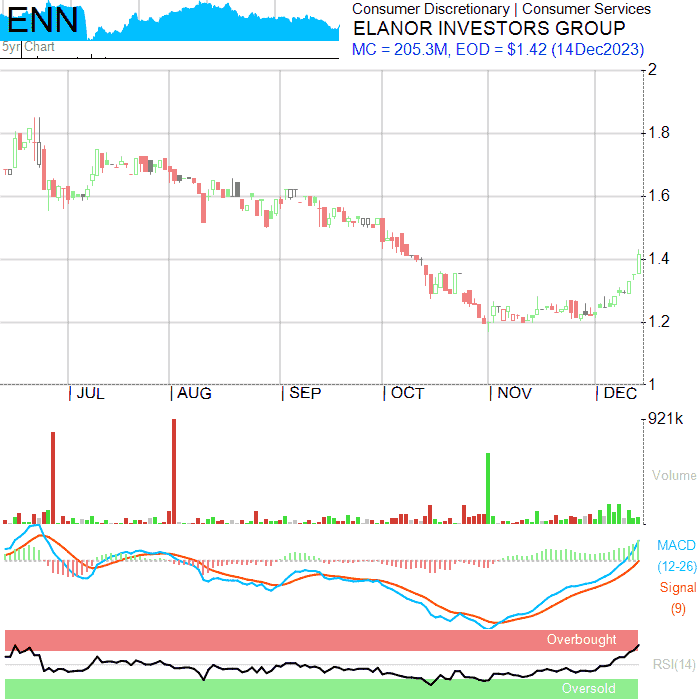 ENN
5yr Chart
Consumer Discretionary | Consumer Services
ELANOR INVESTORS GROUP
MC = 205.3M, EOD = $1.42 (14Dec2023)
2
1.8
1.6
1.4
1.2
1
JUL
AUG
SEP
OCT
NOV
DEC
921k
Volume
MACD
(12-26)
Signal
(9)
Overbought
RSI(14)
Oversold